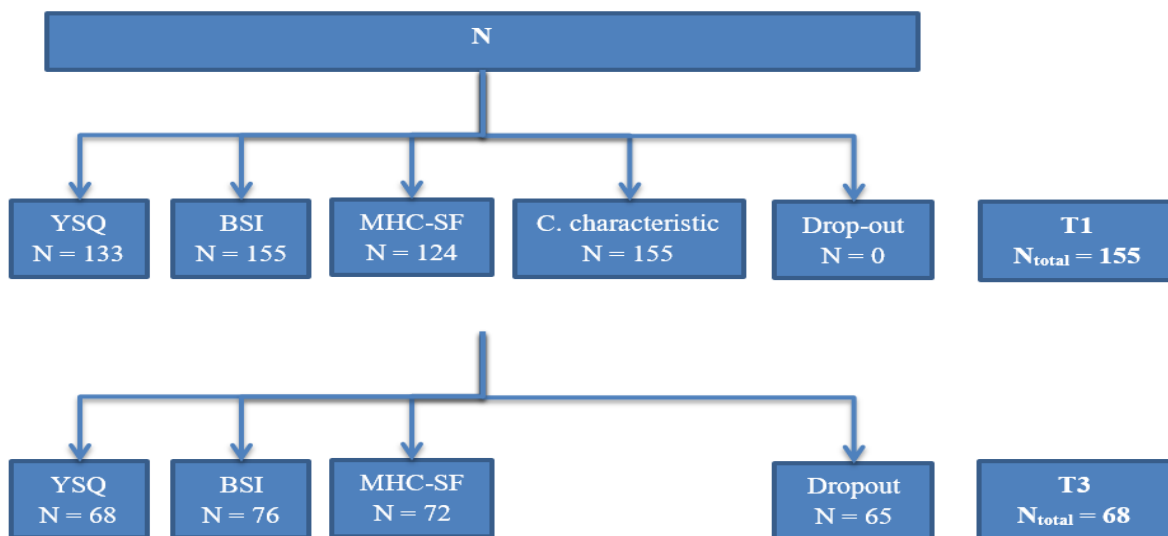 N
YSQ
N = 133
BSI
N = 155
MHC-SF
N = 124
C. characteristic
N = 155
Drop-out
N = 0
T1
Ntotal = 155
YSQ
N = 68
BSI
N = 76
MHC-SF
N = 72
Dropout
N = 65
T3
Ntotal = 68